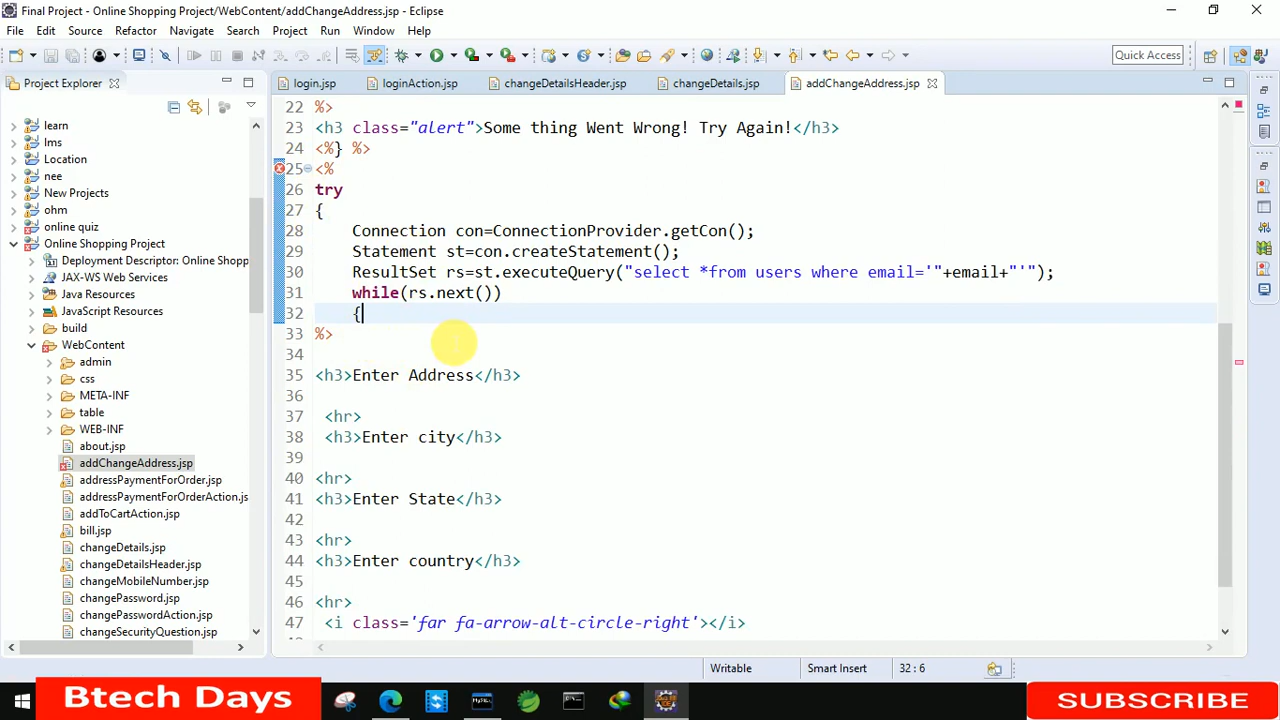 Final Project - Online Shopping Project/WebContent/addChangeAddress.jsp - Eclipse
File Edit Source Refactor Navigate Search Project Run Window Help
Quick Access
Project Explorer
login.jsp loginAction.jsp changeDetailsHeader.jsp changeDetails.jsp addChangeAddress.jsp
learn
lms
Location
nee
New Projects
ohm
online quiz
Online Shopping Project
Deployment Descriptor: Online Shopp
JAX-WS Web Services
Java Resources
JavaScript Resources
build
WebContent
admin
css
META-INF
table
WEB-INF
about.jsp
addChangeAddress.jsp
addressPaymentForOrder.jsp
addressPaymentForOrderAction.js
addToCartAction.jsp
bill.jsp
changeDetails.jsp
changeDetailsHeader.jsp
changeMobileNumber.jsp
changePassword.jsp
changePasswordAction.jsp
changeSecurityQuestion.jsp
22 %>
23 <h3 class="alert">Some thing Went Wrong! Try Again!</h3>
24 <%} %>
25 <%
26 try
27 {
28 Connection con=ConnectionProvider.getCon();
29 Statement st=con.createStatement();
30 ResultSet rs=st.executeQuery("select *from users where email='"+email+"'");
31 while(rs.next())
32 {
33 %>
34
35 <h3>Enter Address</h3>
36
37 <hr>
38 <h3>Enter city</h3>
39
40 <hr>
41 <h3>Enter State</h3>
42
43 <hr>
44 <h3>Enter country</h3>
45
46 <hr>
47 <i class='far fa-arrow-alt-circle-right'></i>
Writable Smart Insert 32 : 6
Btech Days
SUBSCRIBE